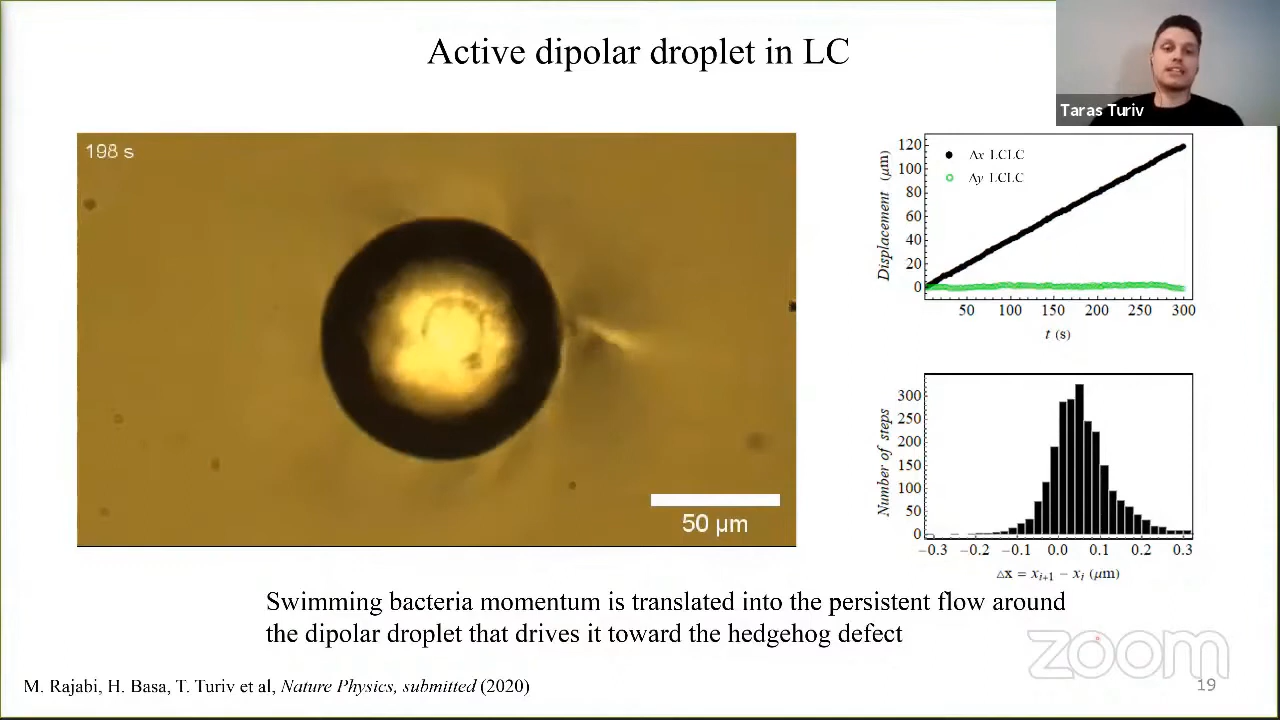 Active dipolar droplet in LC
Taras Turiv
198 s
50 μm
Displacement (μm)
120
100
80
60
40
20
0
Δx LCLC
Δy LCLC
50 100 150 200 250 300
t (s)
Number of steps
300
250
200
150
100
50
0
−0.3 −0.2 −0.1 0.0 0.1 0.2 0.3
Δx = xᵢ₊₁ − xᵢ (μm)
Swimming bacteria momentum is translated into the persistent flow around
the dipolar droplet that drives it toward the hedgehog defect
zoom
M. Rajabi, H. Basa, T. Turiv et al, Nature Physics, submitted (2020)
19